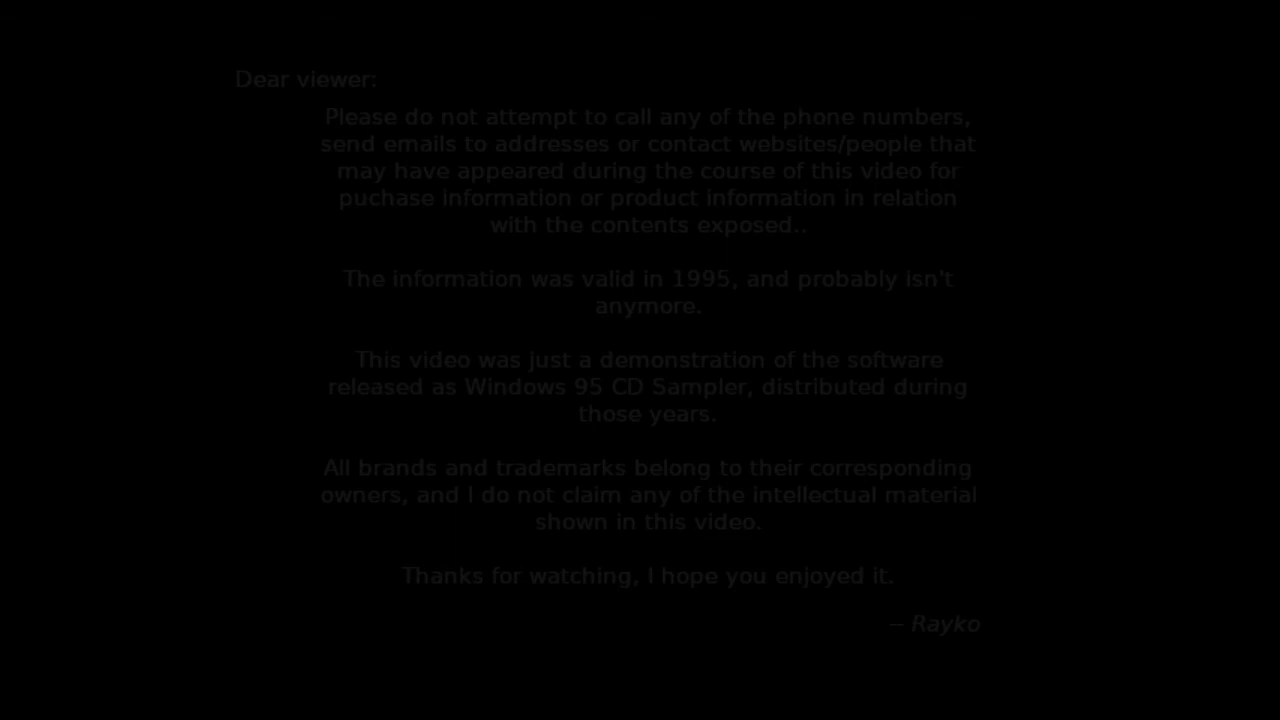 Dear viewer:
Please do not attempt to call any of the phone numbers,
send emails to addresses or contact websites/people that
may have appeared during the course of this video for
puchase information or product information in relation
with the contents exposed..
The information was valid in 1995, and probably isn't
anymore.
This video was just a demonstration of the software
released as Windows 95 CD Sampler, distributed during
those years.
All brands and trademarks belong to their corresponding
owners, and I do not claim any of the intellectual material
shown in this video.
Thanks for watching, I hope you enjoyed it.
-- Rayko